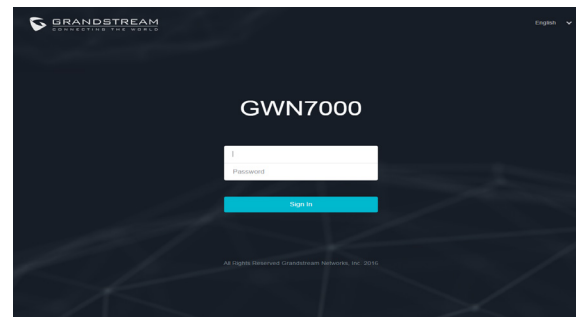 GRANDSTREAM
CONNECTING THE WORLD
English
GWN7000
Password
Sign In
All Rights Reserved Grandstream Networks, Inc. 2016.